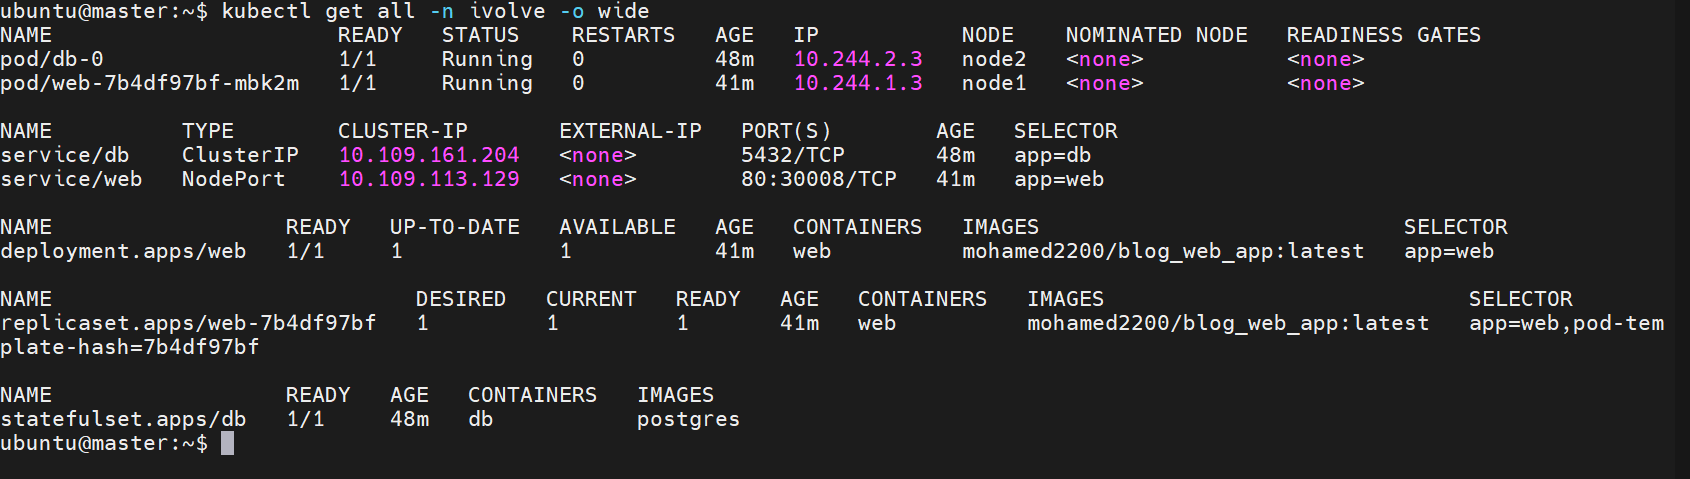 ubuntu@master:~$ kubectl get all -n ivolve -o wide
NAME                      READY   STATUS    RESTARTS   AGE   IP           NODE    NOMINATED NODE   READINESS GATES
pod/db-0                  1/1     Running   0          48m   10.244.2.3   node2   <none>           <none>
pod/web-7b4df97bf-mbk2m   1/1     Running   0          41m   10.244.1.3   node1   <none>           <none>

NAME          TYPE        CLUSTER-IP       EXTERNAL-IP   PORT(S)        AGE   SELECTOR
service/db    ClusterIP   10.109.161.204   <none>        5432/TCP       48m   app=db
service/web   NodePort    10.109.113.129   <none>        80:30008/TCP   41m   app=web

NAME                  READY   UP-TO-DATE   AVAILABLE   AGE   CONTAINERS   IMAGES                            SELECTOR
deployment.apps/web   1/1     1            1           41m   web          mohamed2200/blog_web_app:latest   app=web

NAME                            DESIRED   CURRENT   READY   AGE   CONTAINERS   IMAGES                            SELECTOR
replicaset.apps/web-7b4df97bf   1         1         1       41m   web          mohamed2200/blog_web_app:latest   app=web,pod-tem
plate-hash=7b4df97bf

NAME                  READY   AGE   CONTAINERS   IMAGES
statefulset.apps/db   1/1     48m   db           postgres
ubuntu@master:~$